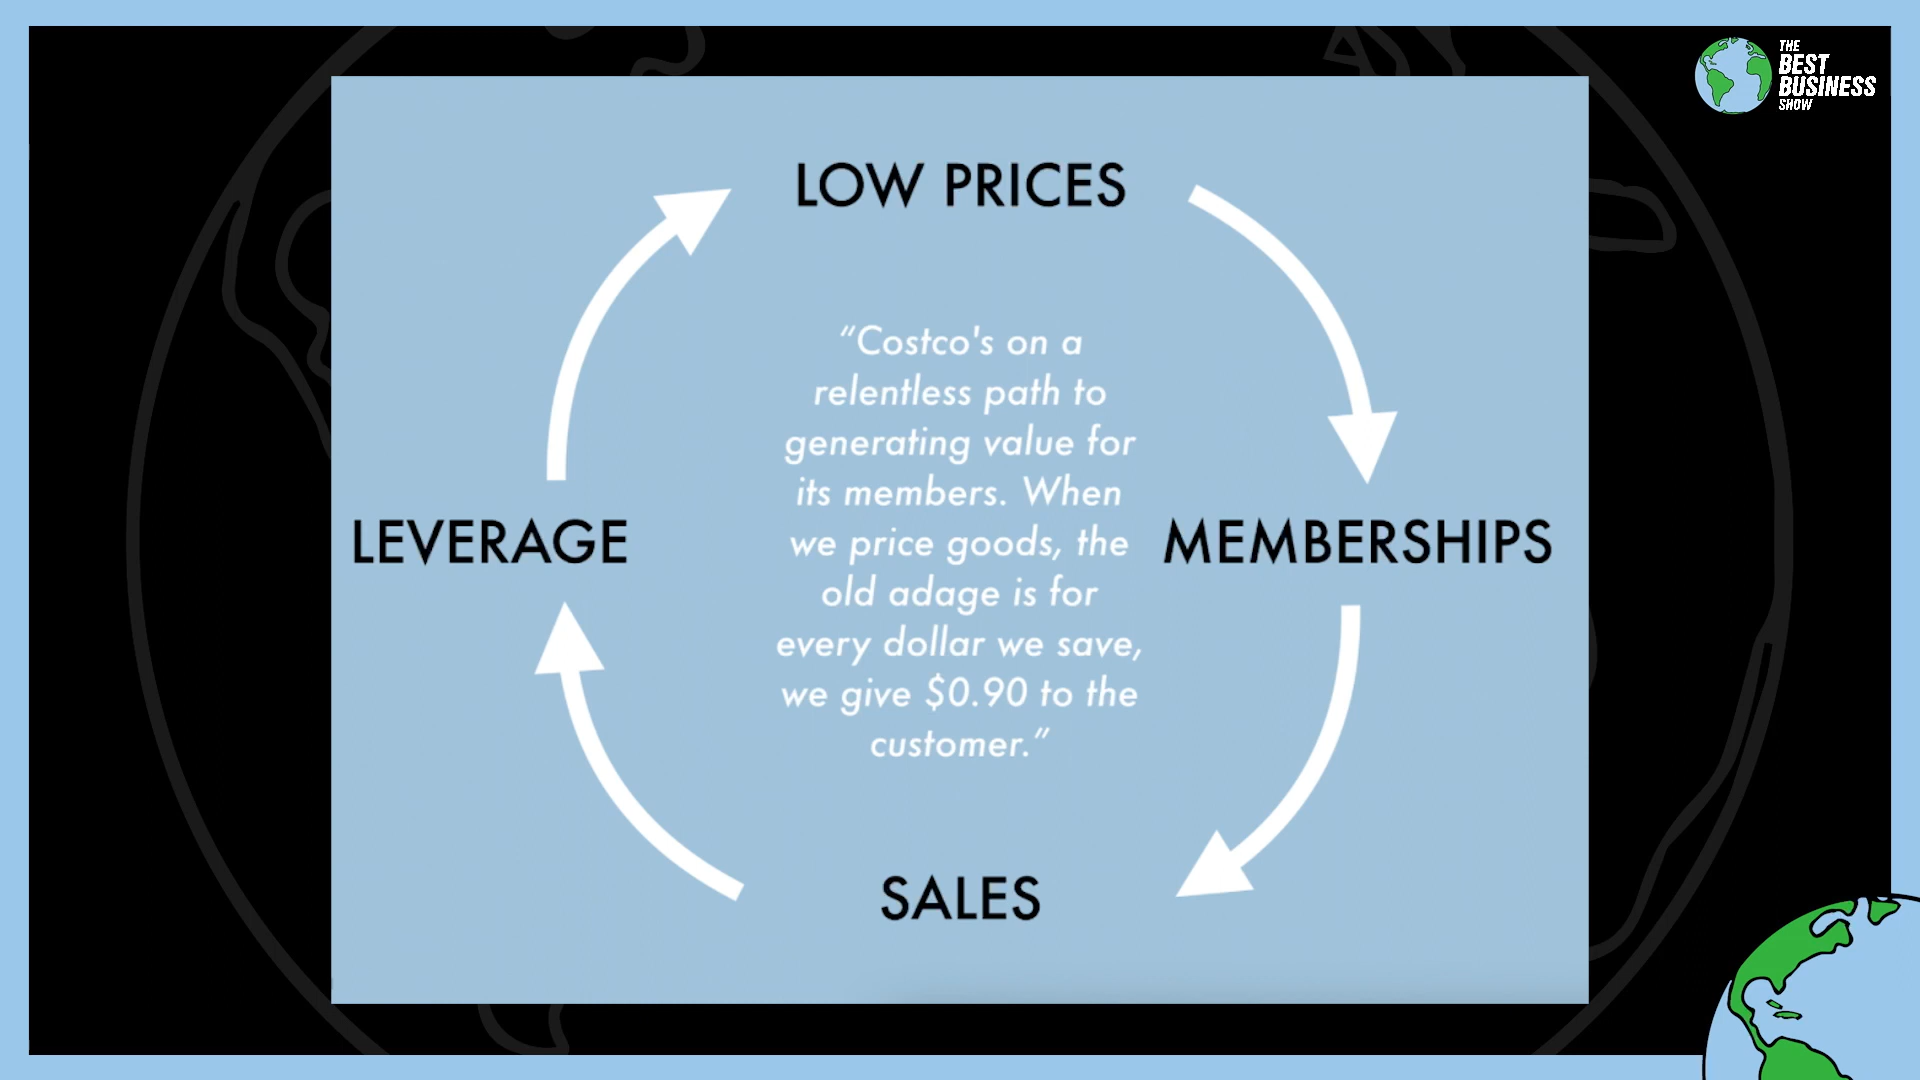 THE
BEST
BUSINESS
SHOW
LOW PRICES
“Costco's on a
relentless path to
generating value for
its members. When
we price goods, the
old adage is for
every dollar we save,
we give $0.90 to the
customer.”
LEVERAGE
MEMBERSHIPS
SALES